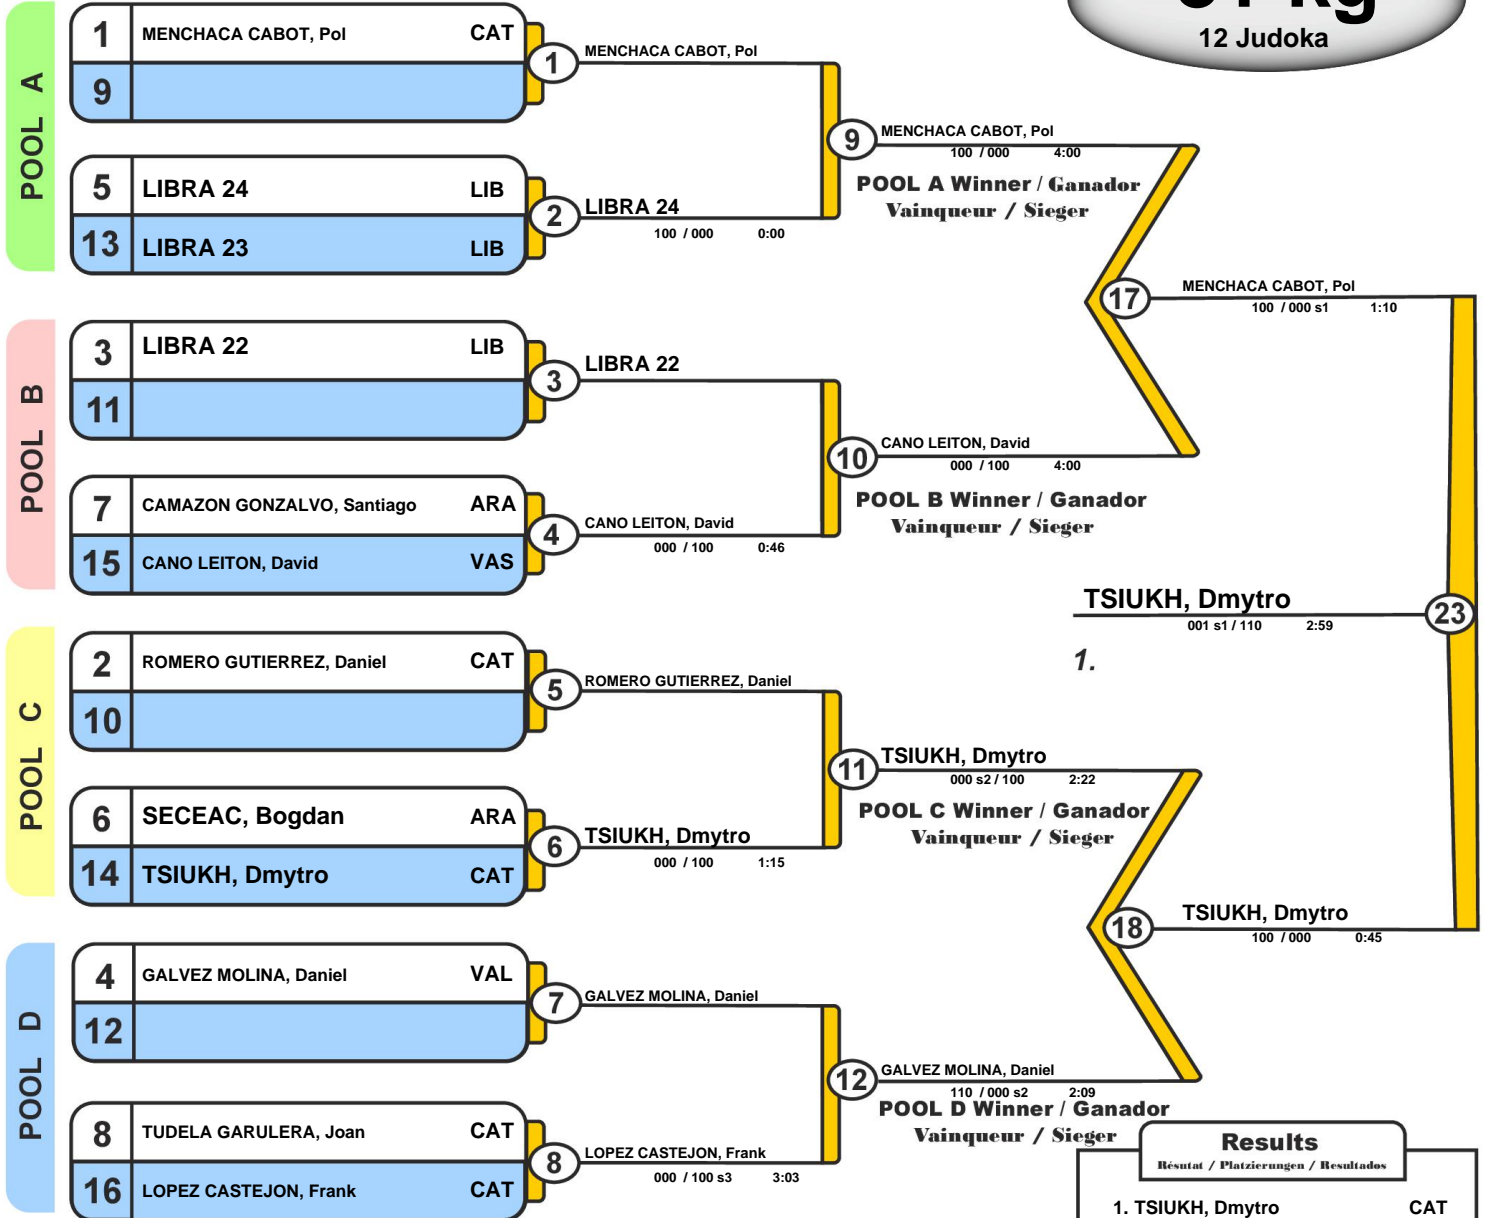 kg
12 Judoka
POOL A
1 MENCHACA CABOT, Pol CAT
9
1
MENCHACA CABOT, Pol
5 LIBRA 24 LIB
13 LIBRA 23 LIB
2
LIBRA 24
100 / 000 0:00
9
MENCHACA CABOT, Pol
100 / 000 4:00
POOL A Winner / Ganador
Vainqueur / Sieger
POOL B
3 LIBRA 22 LIB
11
3
LIBRA 22
7 CAMAZON GONZALVO, Santiago ARA
15 CANO LEITON, David VAS
4
CANO LEITON, David
000 / 100 0:46
10
CANO LEITON, David
000 / 100 4:00
POOL B Winner / Ganador
Vainqueur / Sieger
17
MENCHACA CABOT, Pol
100 / 000 s1 1:10
TSIUKH, Dmytro
001 s1 / 110 2:59
23
1.
POOL C
2 ROMERO GUTIERREZ, Daniel CAT
10
5
ROMERO GUTIERREZ, Daniel
6 SECEAC, Bogdan ARA
14 TSIUKH, Dmytro CAT
6
TSIUKH, Dmytro
000 / 100 1:15
11
TSIUKH, Dmytro
000 s2 / 100 2:22
POOL C Winner / Ganador
Vainqueur / Sieger
POOL D
4 GALVEZ MOLINA, Daniel VAL
12
7
GALVEZ MOLINA, Daniel
8 TUDELA GARULERA, Joan CAT
16 LOPEZ CASTEJON, Frank CAT
8
LOPEZ CASTEJON, Frank
000 / 100 s3 3:03
12
GALVEZ MOLINA, Daniel
110 / 000 s2 2:09
POOL D Winner / Ganador
Vainqueur / Sieger
18
TSIUKH, Dmytro
100 / 000 0:45
Results
Résutat / Platzierungen / Resultados
1. TSIUKH, Dmytro CAT